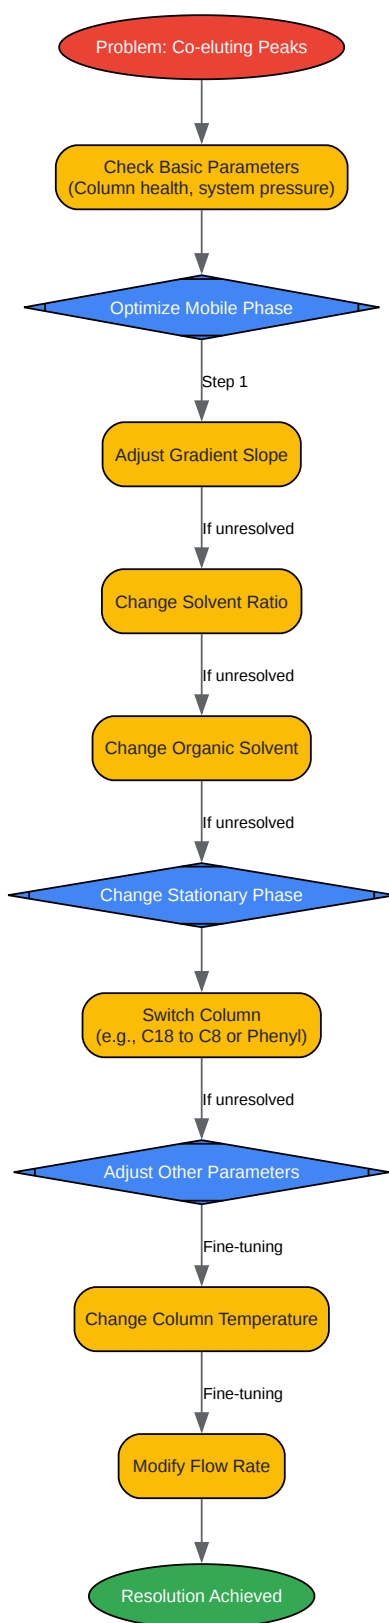 Problem: Co-eluting Peaks
Check Basic Parameters
(Column health, system pressure)
Optimize Mobile Phase
Step 1
Adjust Gradient Slope
If unresolved
Change Solvent Ratio
If unresolved
Change Organic Solvent
If unresolved
Change Stationary Phase
Switch Column
(e.g., C18 to C8 or Phenyl)
If unresolved
Adjust Other Parameters
Fine-tuning
Change Column Temperature
Fine-tuning
Modify Flow Rate
Resolution Achieved